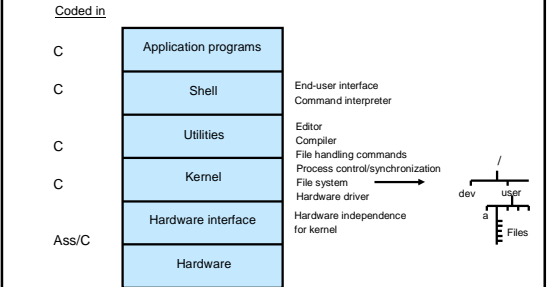 Coded in
C
Application programs
C
Shell
End-user interface
Command interpreter
C
Utilities
Editor
Compiler
File handling commands
C
Kernel
Process control/synchronization
File system
Hardware driver
/
dev
user
a
Files
Ass/C
Hardware interface
Hardware independence
for kernel
Hardware